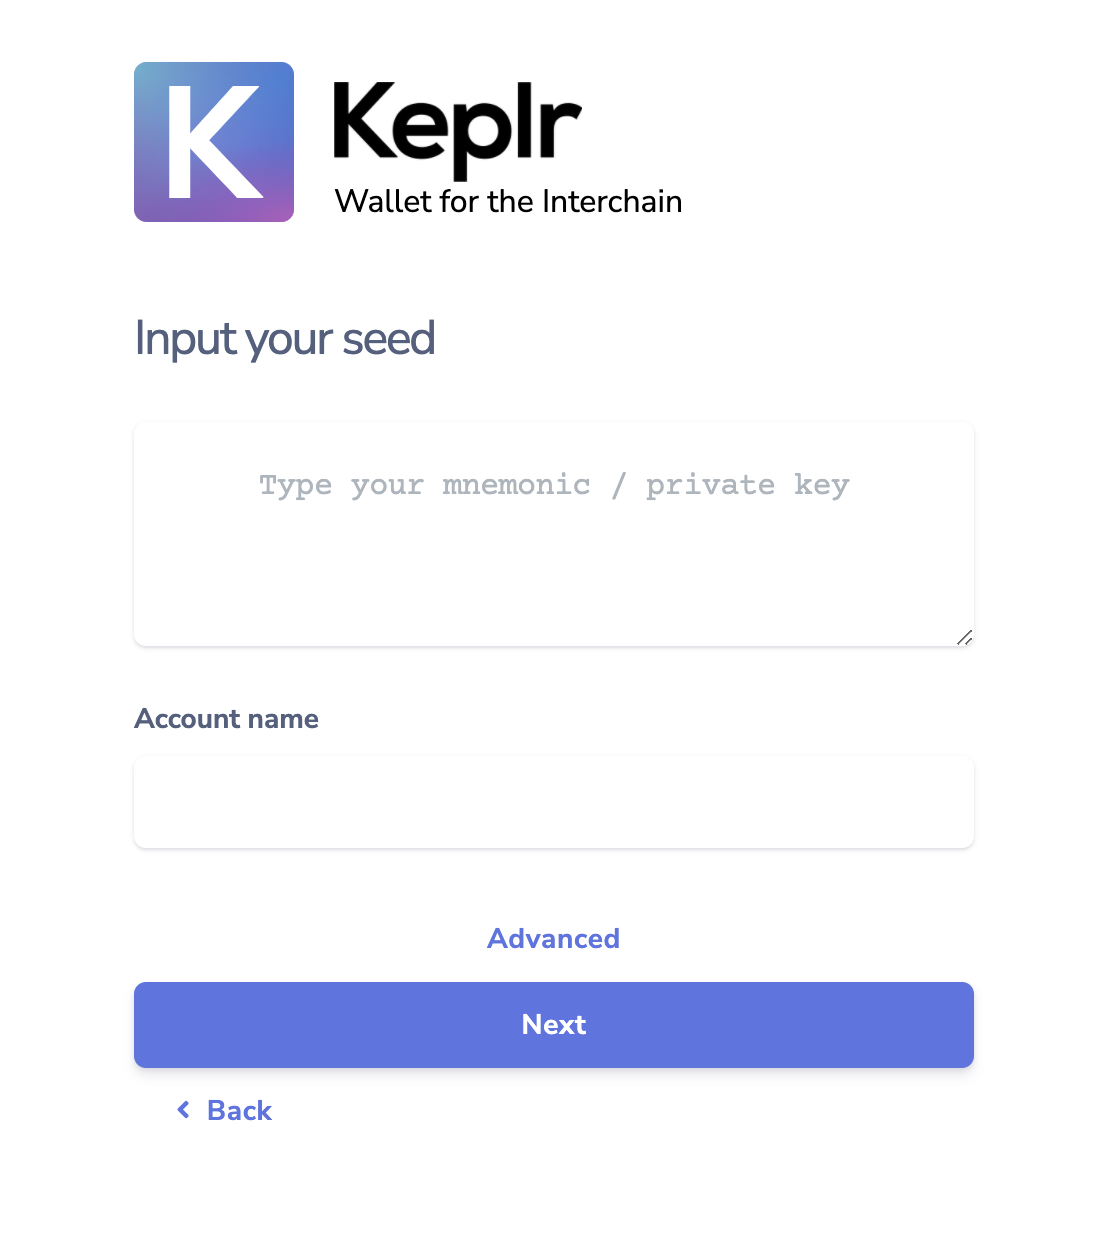 K
Keplr
Wallet for the Interchain
Input your seed
Type your mnemonic / private key
Account name
Advanced
Next
Back